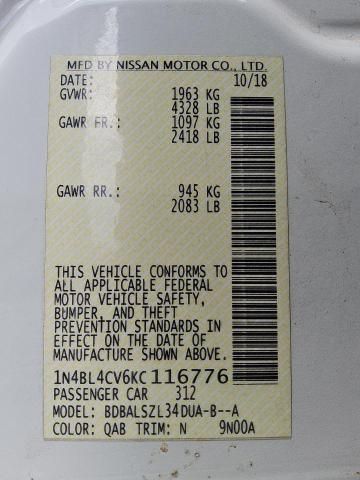 MFD BY NISSAN MOTOR CO., LTD.
DATE: 10/18
GVWR: 1963 KG
4328 LB
GAWR FR.: 1097 KG
2418 LB
GAWR RR.: 945 KG
2083 LB
THIS VEHICLE CONFORMS TO
ALL APPLICABLE FEDERAL
MOTOR VEHICLE SAFETY,
BUMPER, AND THEFT
PREVENTION STANDARDS IN
EFFECT ON THE DATE OF
MANUFACTURE SHOWN ABOVE.
1N4BL4CV6KC116776
PASSENGER CAR 312
MODEL: BDBALSZL34DUA-B--A
COLOR: QAB TRIM: N 9N00A